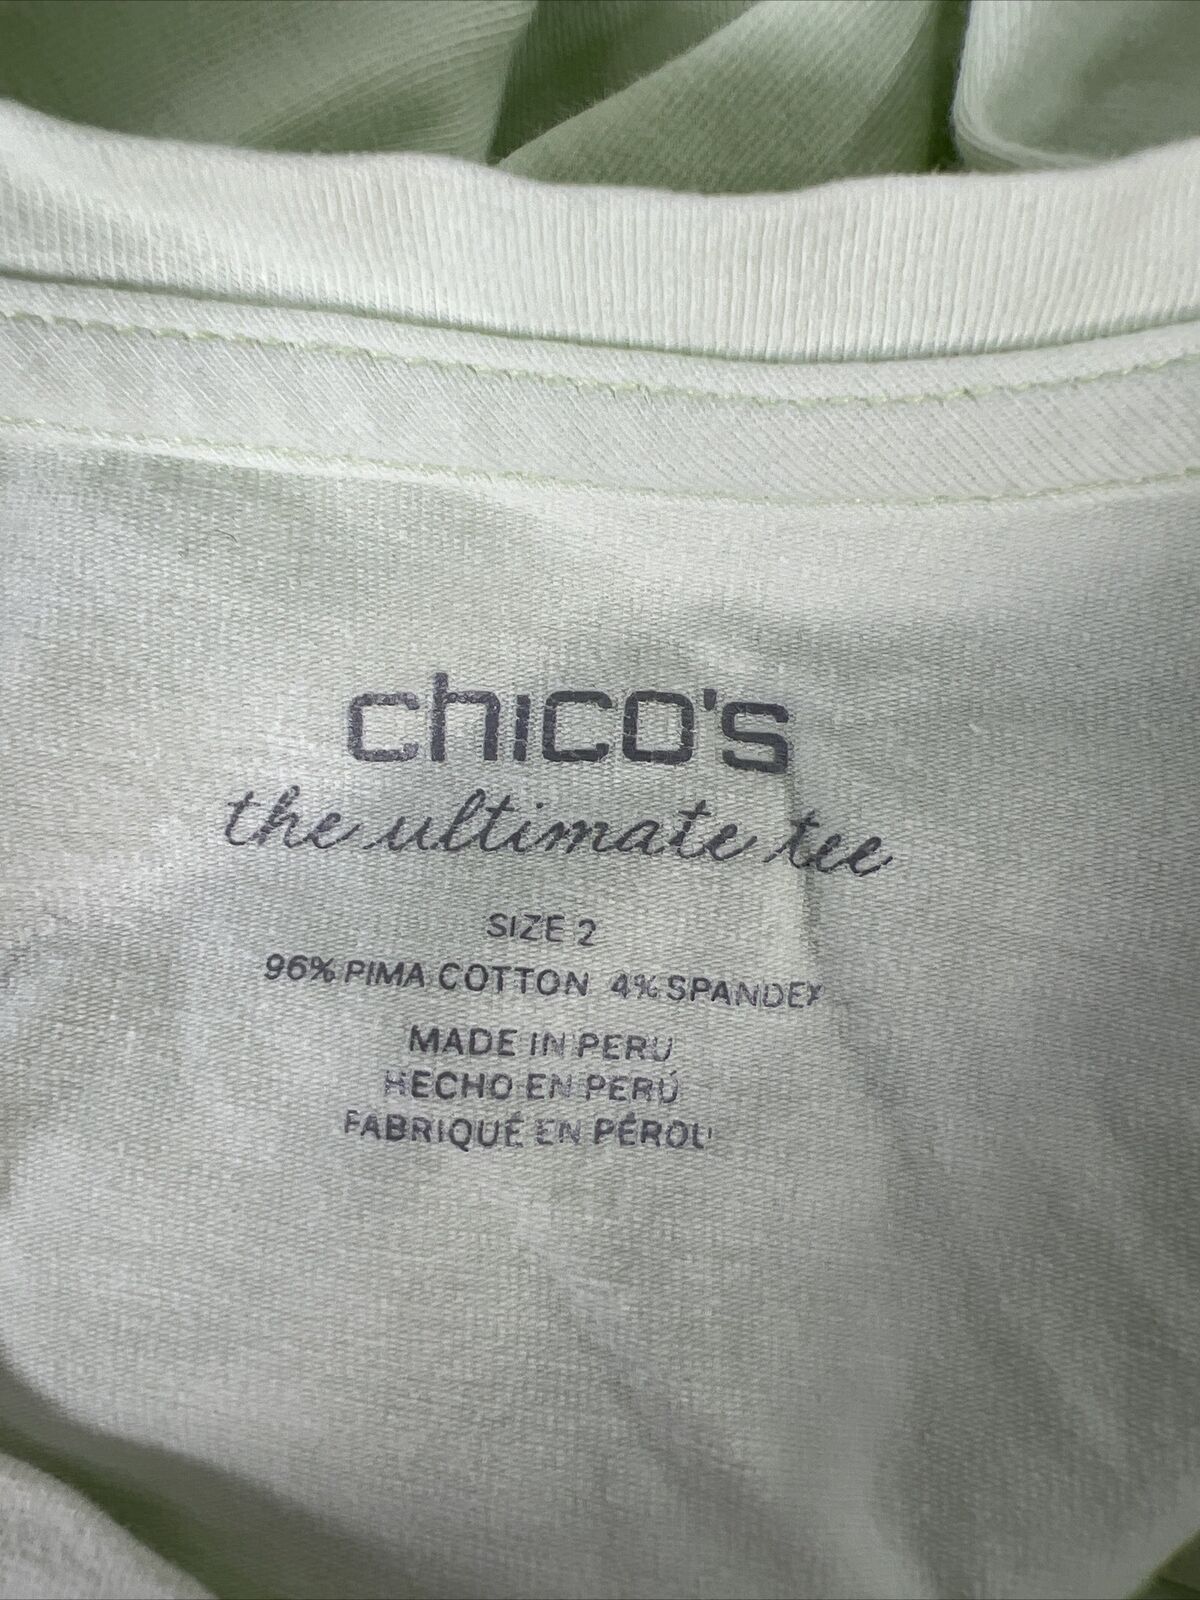 chico's
the ultimate tee
SIZE 2
96% PIMA COTTON 4% SPANDEX
MADE IN PERU
HECHO EN PERÚ
FABRIQUÉ EN PÉROU